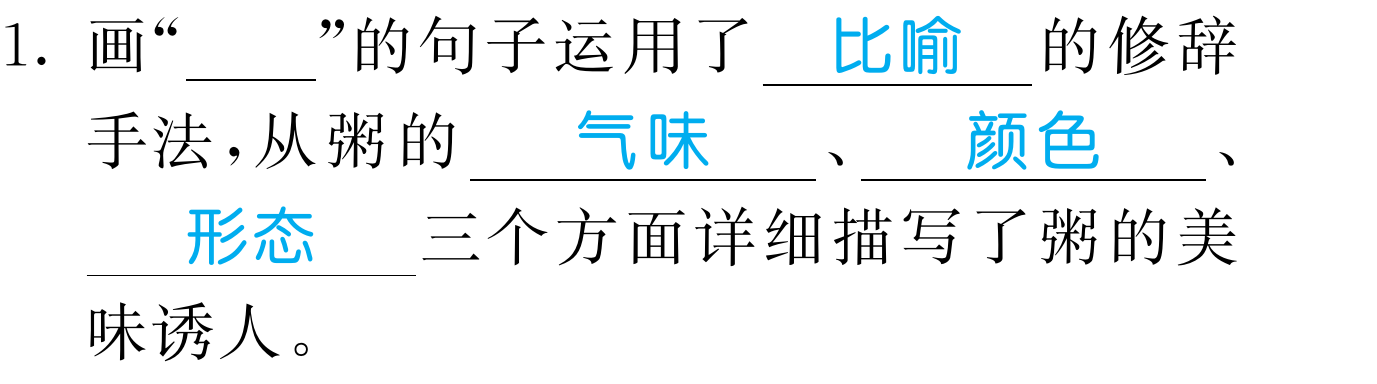 1. 画“____”的句子运用了 比喻 的修辞
手法,从粥的 气味 、 颜色 、
形态 三个方面详细描写了粥的美
味诱人。